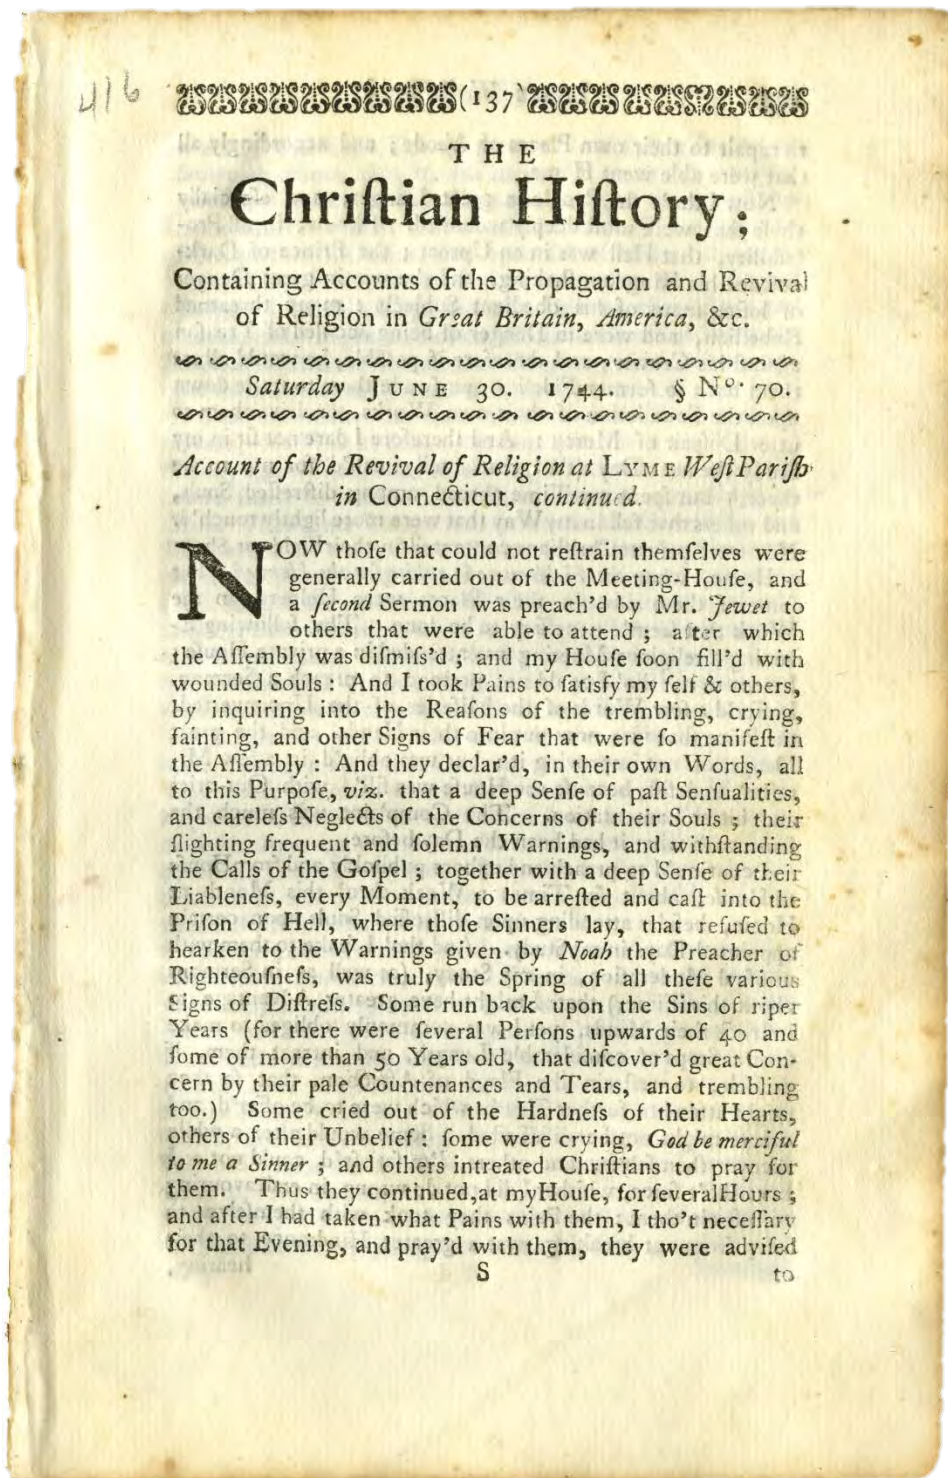 416
(137)
THE
Chriſtian Hiſtory;
Containing Accounts of the Propagation and Revival
of Religion in Great Britain, America, &c.
Saturday JUNE 30. 1744. § No. 70.
Account of the Revival of Religion at LYME Weſt Pariſh
in Connecticut, continued.
NOW thoſe that could not reſtrain themſelves were
generally carried out of the Meeting-Houſe, and
a ſecond Sermon was preach'd by Mr. Jewet to
others that were able to attend ; after which
the Aſſembly was diſmiſs'd ; and my Houſe ſoon fill'd with
wounded Souls : And I took Pains to ſatisfy my ſelf & others,
by inquiring into the Reaſons of the trembling, crying,
fainting, and other Signs of Fear that were ſo manifeſt in
the Aſſembly : And they declar'd, in their own Words, all
to this Purpoſe, viz. that a deep Senſe of paſt Senſualities,
and careleſs Neglects of the Concerns of their Souls ; their
ſlighting frequent and ſolemn Warnings, and withſtanding
the Calls of the Goſpel ; together with a deep Senſe of their
Liableneſs, every Moment, to be arreſted and caſt into the
Priſon of Hell, where thoſe Sinners lay, that refuſed to
hearken to the Warnings given by Noah the Preacher of
Righteouſneſs, was truly the Spring of all theſe various
Signs of Diſtreſs. Some run back upon the Sins of riper
Years (for there were ſeveral Perſons upwards of 40 and
ſome of more than 50 Years old, that diſcover'd great Con-
cern by their pale Countenances and Tears, and trembling
too.) Some cried out of the Hardneſs of their Hearts,
others of their Unbelief : ſome were crying, God be merciful
to me a Sinner ; and others intreated Chriſtians to pray for
them. Thus they continued, at my Houſe, for ſeveral Hours ;
and after I had taken what Pains with them, I tho't neceſſary
for that Evening, and pray'd with them, they were adviſed
S to